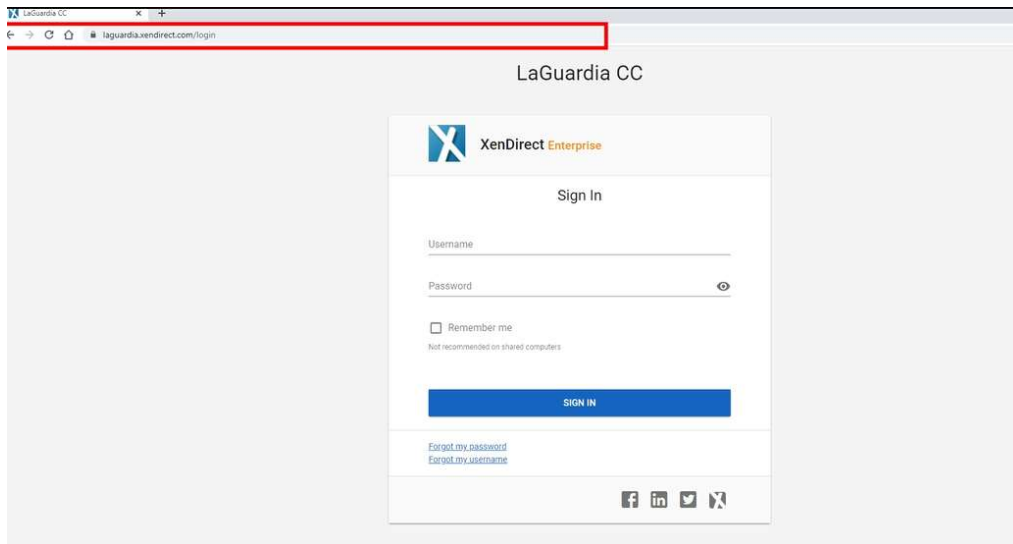 LaGuardia CC
laguardia.xendirect.com/login
LaGuardia CC
XenDirect Enterprise
Sign In
Username
Password
Remember me
Not recommended on shared computers
SIGN IN
Forgot my password
Forgot my username